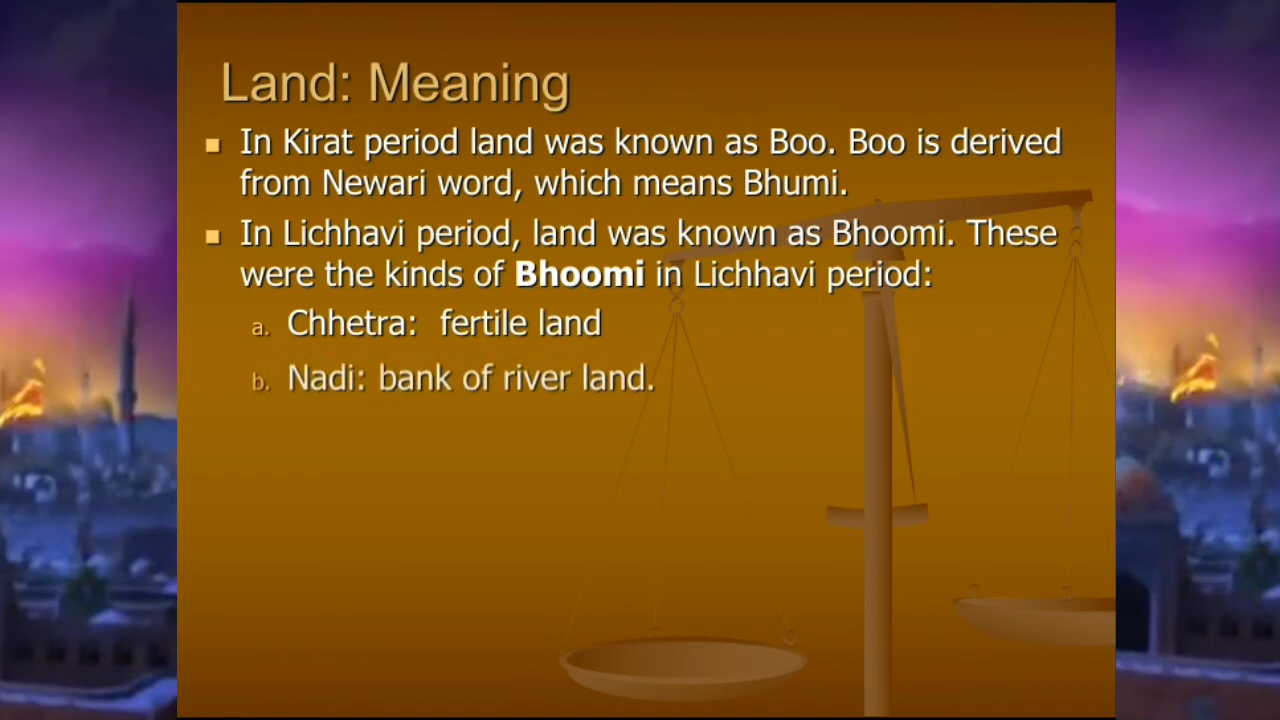 Land: Meaning
In Kirat period land was known as Boo. Boo is derived
from Newari word, which means Bhumi.
In Lichhavi period, land was known as Bhoomi. These
were the kinds of Bhoomi in Lichhavi period:
a. Chhetra: fertile land
b. Nadi: bank of river land.